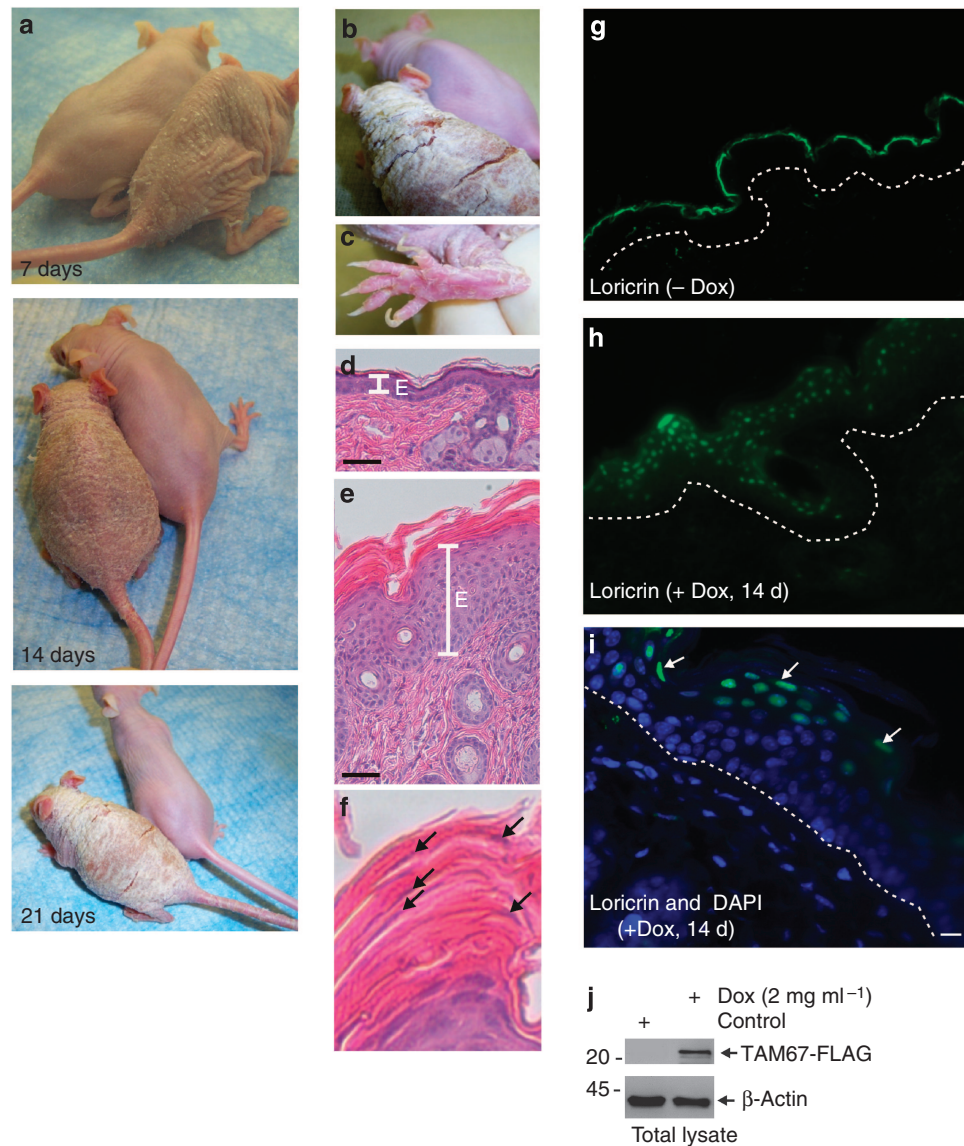 a
7 days
14 days
21 days
b
c
d
E
e
E
f
g
Loricrin (– Dox)
h
Loricrin (+ Dox, 14 d)
i
Loricrin and DAPI
(+Dox, 14 d)
j
+ Dox (2 mg ml⁻¹)
+ Control
20 - TAM67-FLAG
45 -
β-Actin
Total lysate